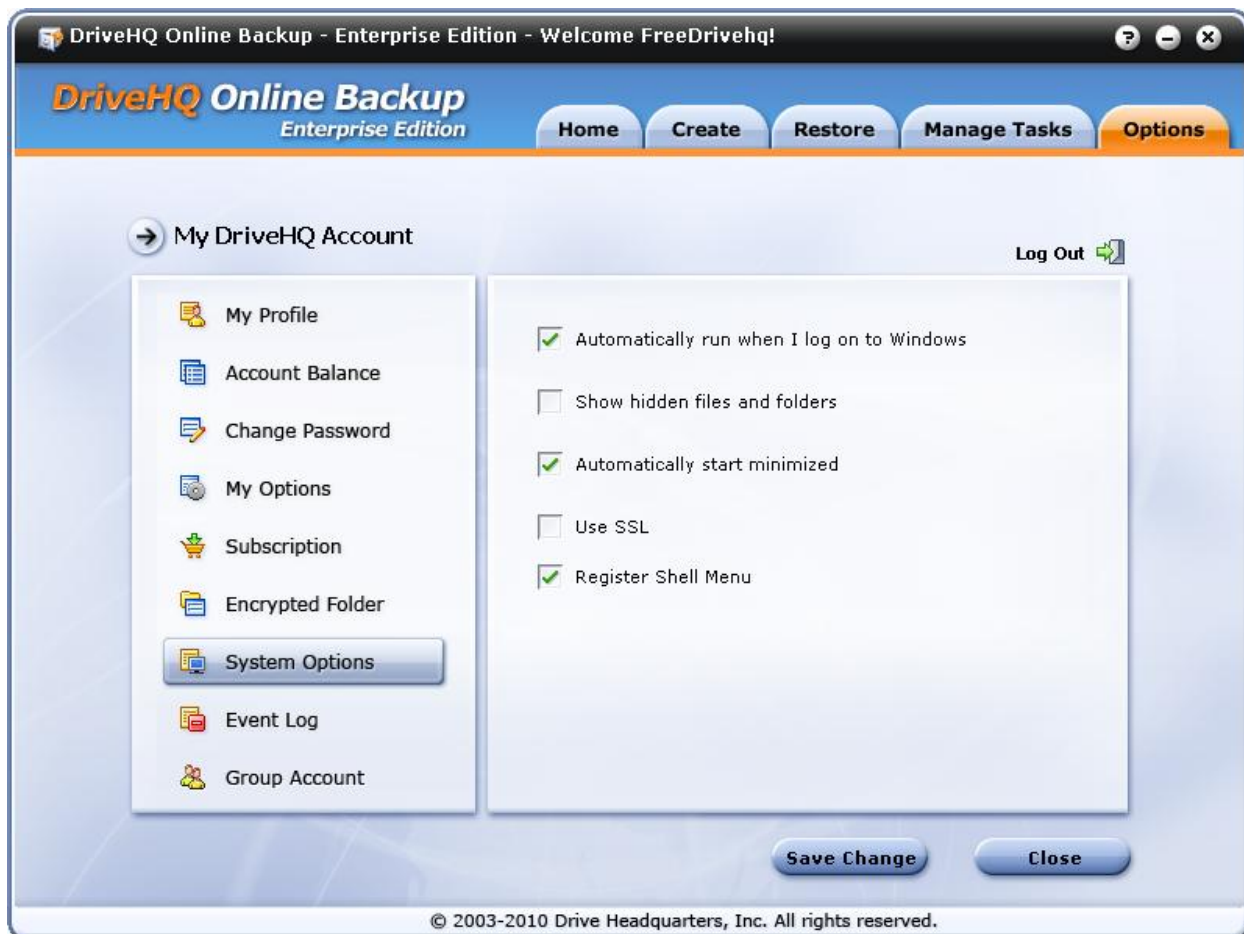 DriveHQ Online Backup - Enterprise Edition - Welcome FreeDrivehq!
DriveHQ Online Backup
Enterprise Edition
Home
Create
Restore
Manage Tasks
Options
My DriveHQ Account
Log Out
My Profile
Account Balance
Change Password
My Options
Subscription
Encrypted Folder
System Options
Event Log
Group Account
Automatically run when I log on to Windows
Show hidden files and folders
Automatically start minimized
Use SSL
Register Shell Menu
Save Change
Close
© 2003-2010 Drive Headquarters, Inc. All rights reserved.